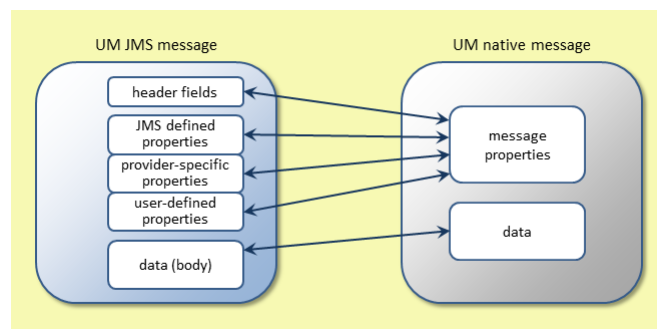 UM JMS message
UM native message
header fields
JMS defined
properties
provider-specific
properties
user-defined
properties
data (body)
message
properties
data